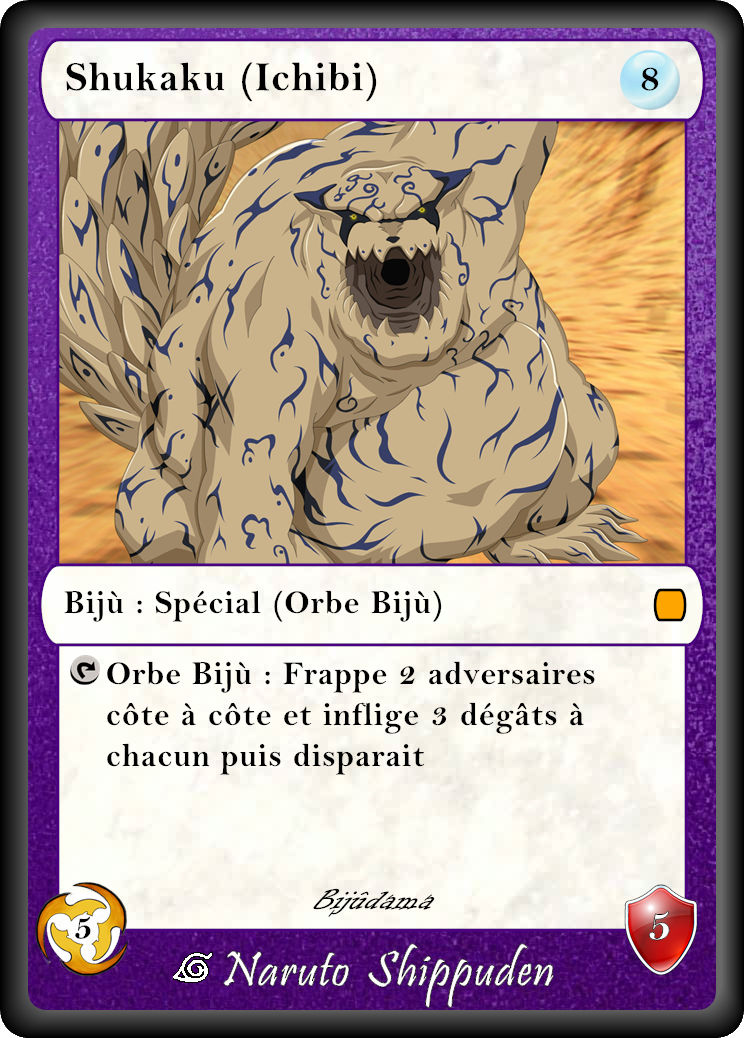 Shukaku (Ichibi)
8
Bijù : Spécial (Orbe Bijù)
Orbe Bijù : Frappe 2 adversaires
côte à côte et inflige 3 dégâts à
chacun puis disparait
Bijûdama
5
5
Naruto Shippuden